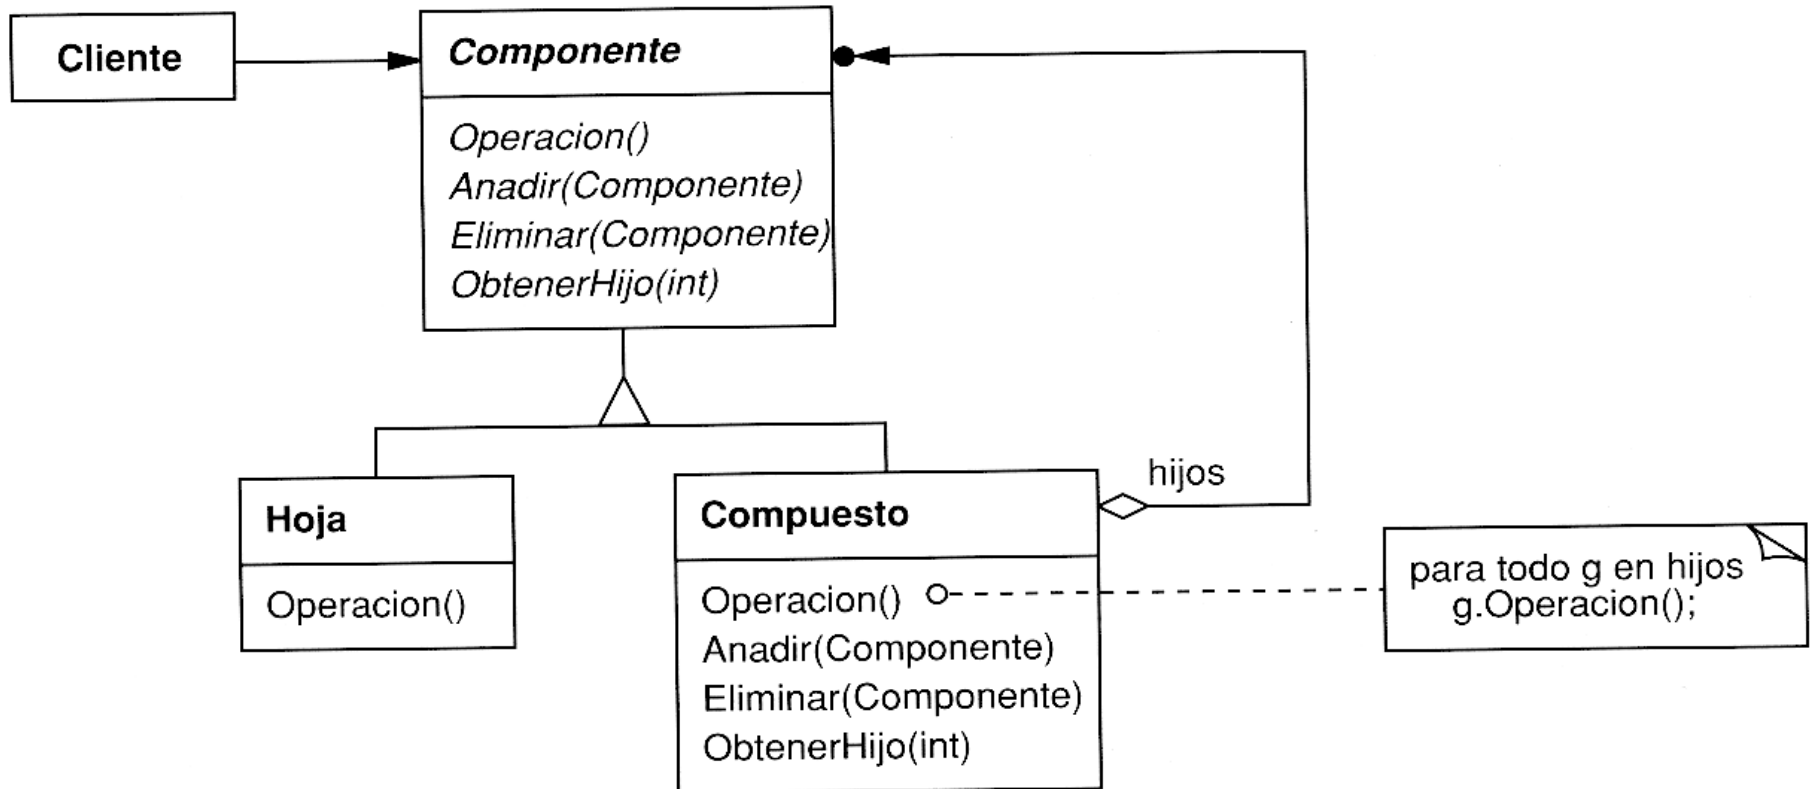 Cliente
Componente
Operacion()
Anadir(Componente)
Eliminar(Componente)
ObtenerHijo(int)
Hoja
Operacion()
Compuesto
Operacion()
Anadir(Componente)
Eliminar(Componente)
ObtenerHijo(int)
hijos
para todo g en hijos
g.Operacion();